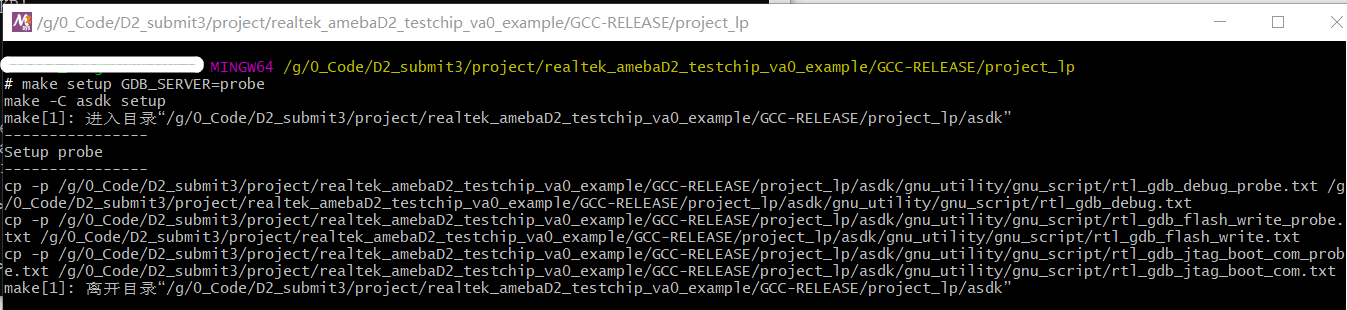 /g/0_Code/D2_submit3/project/realtek_amebaD2_testchip_va0_example/GCC-RELEASE/project_lp
MINGW64 /g/0_Code/D2_submit3/project/realtek_amebaD2_testchip_va0_example/GCC-RELEASE/project_lp
# make setup GDB_SERVER=probe
make -C asdk setup
make[1]: 进入目录“/g/0_Code/D2_submit3/project/realtek_amebaD2_testchip_va0_example/GCC-RELEASE/project_lp/asdk”
----------------
Setup probe
----------------
cp -p /g/0_Code/D2_submit3/project/realtek_amebaD2_testchip_va0_example/GCC-RELEASE/project_lp/asdk/gnu_utility/gnu_script/rtl_gdb_debug_probe.txt /g
/0_Code/D2_submit3/project/realtek_amebaD2_testchip_va0_example/GCC-RELEASE/project_lp/asdk/gnu_utility/gnu_script/rtl_gdb_debug.txt
cp -p /g/0_Code/D2_submit3/project/realtek_amebaD2_testchip_va0_example/GCC-RELEASE/project_lp/asdk/gnu_utility/gnu_script/rtl_gdb_flash_write_probe.
txt /g/0_Code/D2_submit3/project/realtek_amebaD2_testchip_va0_example/GCC-RELEASE/project_lp/asdk/gnu_utility/gnu_script/rtl_gdb_flash_write.txt
cp -p /g/0_Code/D2_submit3/project/realtek_amebaD2_testchip_va0_example/GCC-RELEASE/project_lp/asdk/gnu_utility/gnu_script/rtl_gdb_jtag_boot_com_prob
e.txt /g/0_Code/D2_submit3/project/realtek_amebaD2_testchip_va0_example/GCC-RELEASE/project_lp/asdk/gnu_utility/gnu_script/rtl_gdb_jtag_boot_com.txt
make[1]: 离开目录“/g/0_Code/D2_submit3/project/realtek_amebaD2_testchip_va0_example/GCC-RELEASE/project_lp/asdk”